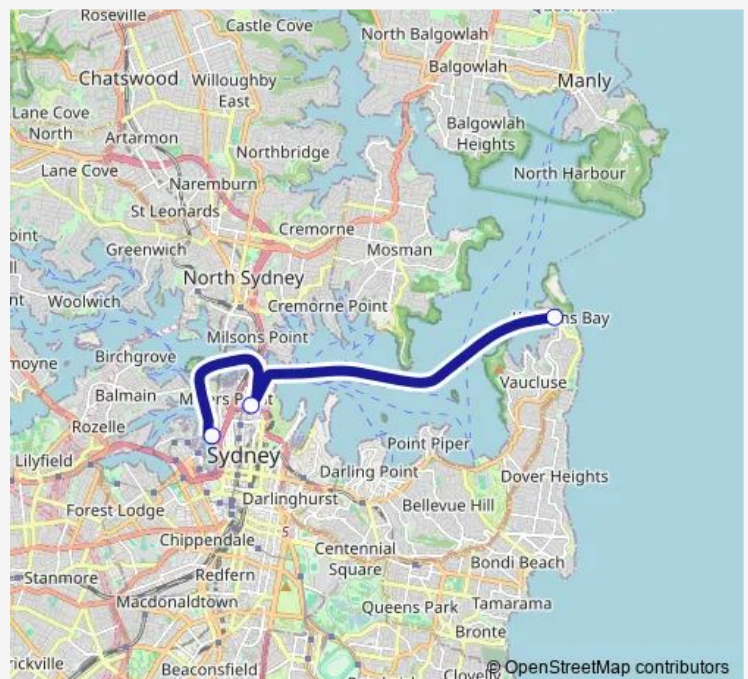 Roseville
Castle Cove
North Balgowlah
Balgowlah
Chatswood
Willoughby
East
Manly
Lane Cove
North
Artarmon
Balgowlah
Heights
Northbridge
Lane Cove
North Harbour
Naremburn
St Leonards
Cremorne
Mosman
Greenwich
North Sydney
Woolwich
Cremorne Point
Milsons Point
Birchgrove
Vaucluse
Balmain
Rozelle
Sydney
Point Piper
Lilyfield
Darling Point
Dover Heights
Darlinghurst
Forest Lodge
Bellevue Hill
5
Chippendale
Centennial
Square
Bondi Beach
Stanmore
Redfern
Macdonaldtown
Queens Park
Tamarama
Bronte
Beaconsfield
© OpenStreetMap contributors